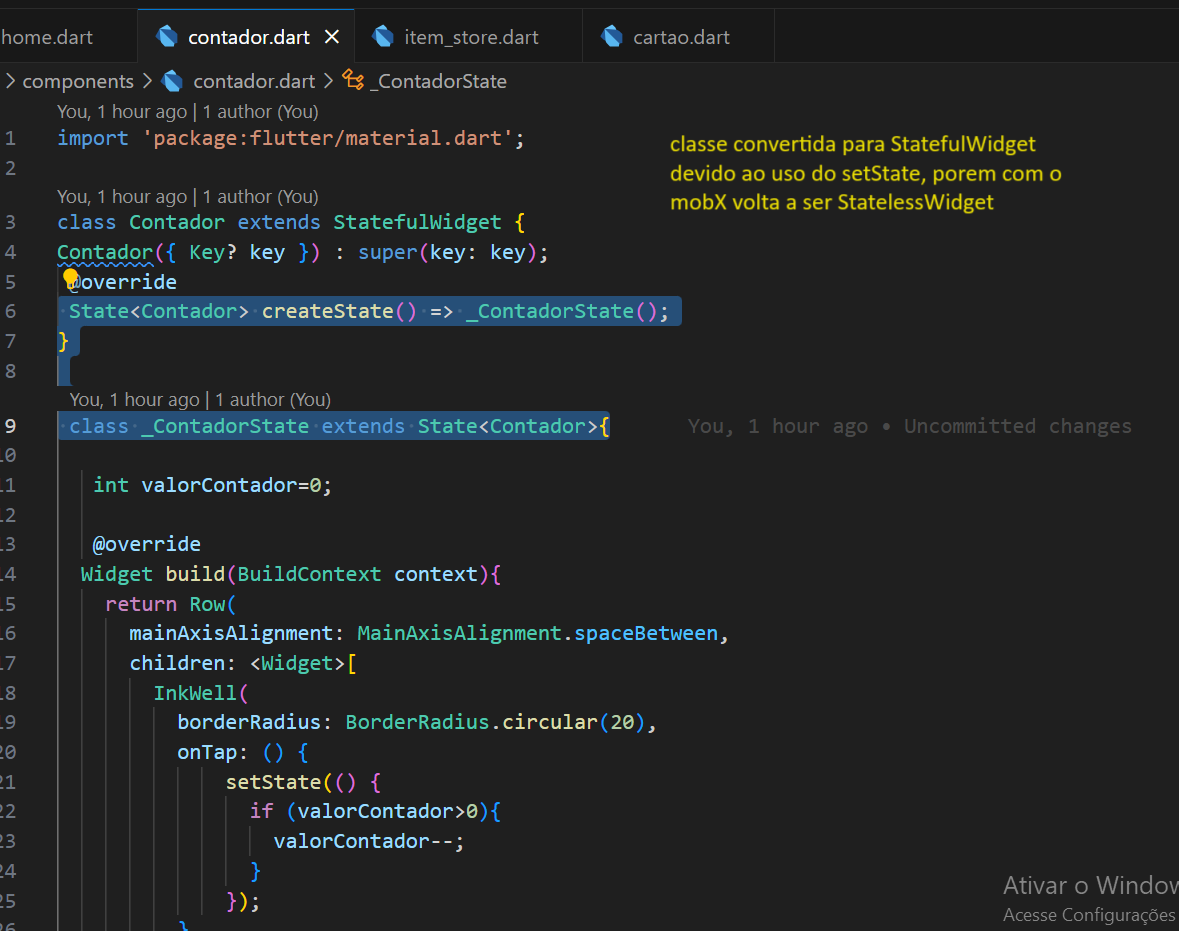 home.dart contador.dart item_store.dart cartao.dart
components contador.dart _ContadorState
You, 1 hour ago | 1 author (You)
1 import 'package:flutter/material.dart';
2
classe convertida para StatefulWidget
devido ao uso do setState, porem com o
mobX volta a ser StatelessWidget
You, 1 hour ago | 1 author (You)
3 class Contador extends StatefulWidget {
4 Contador({ Key? key }) : super(key: key);
5 @override
6 State<Contador> createState() => _ContadorState();
7 }
8
You, 1 hour ago | 1 author (You)
9 class _ContadorState extends State<Contador>{ You, 1 hour ago • Uncommitted changes
10
11 int valorContador=0;
12
13 @override
14 Widget build(BuildContext context){
15 return Row(
16 mainAxisAlignment: MainAxisAlignment.spaceBetween,
17 children: <Widget>[
18 InkWell(
19 borderRadius: BorderRadius.circular(20),
20 onTap: () {
21 setState(() {
22 if (valorContador>0){
23 valorContador--;
24 }
25 });
26 }
Ativar o Window
Acesse Configurações